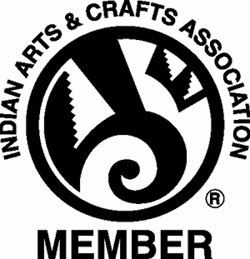 INDIAN ARTS & CRAFTS ASSOCIATION
®
MEMBER